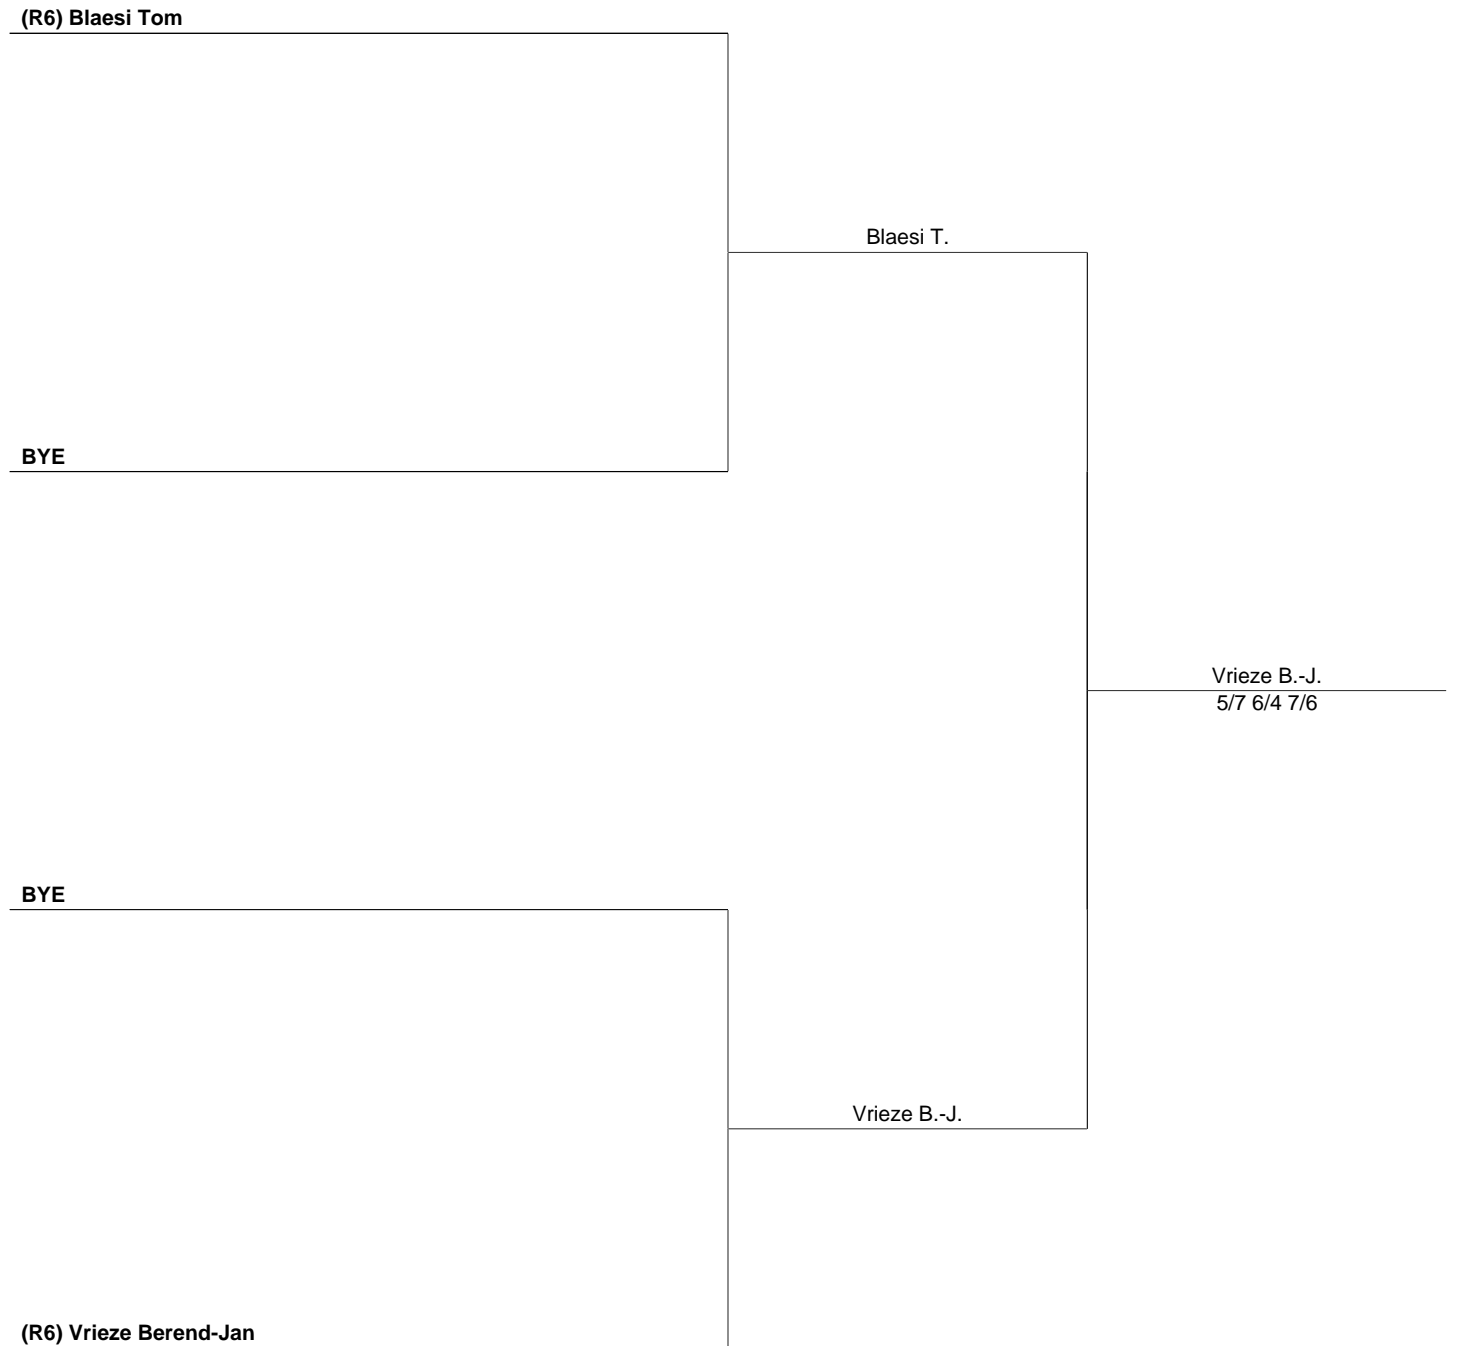 (R6) Blaesi Tom
Blaesi T.
BYE
Vrieze B.-J.
5/7 6/4 7/6
BYE
Vrieze B.-J.
(R6) Vrieze Berend-Jan